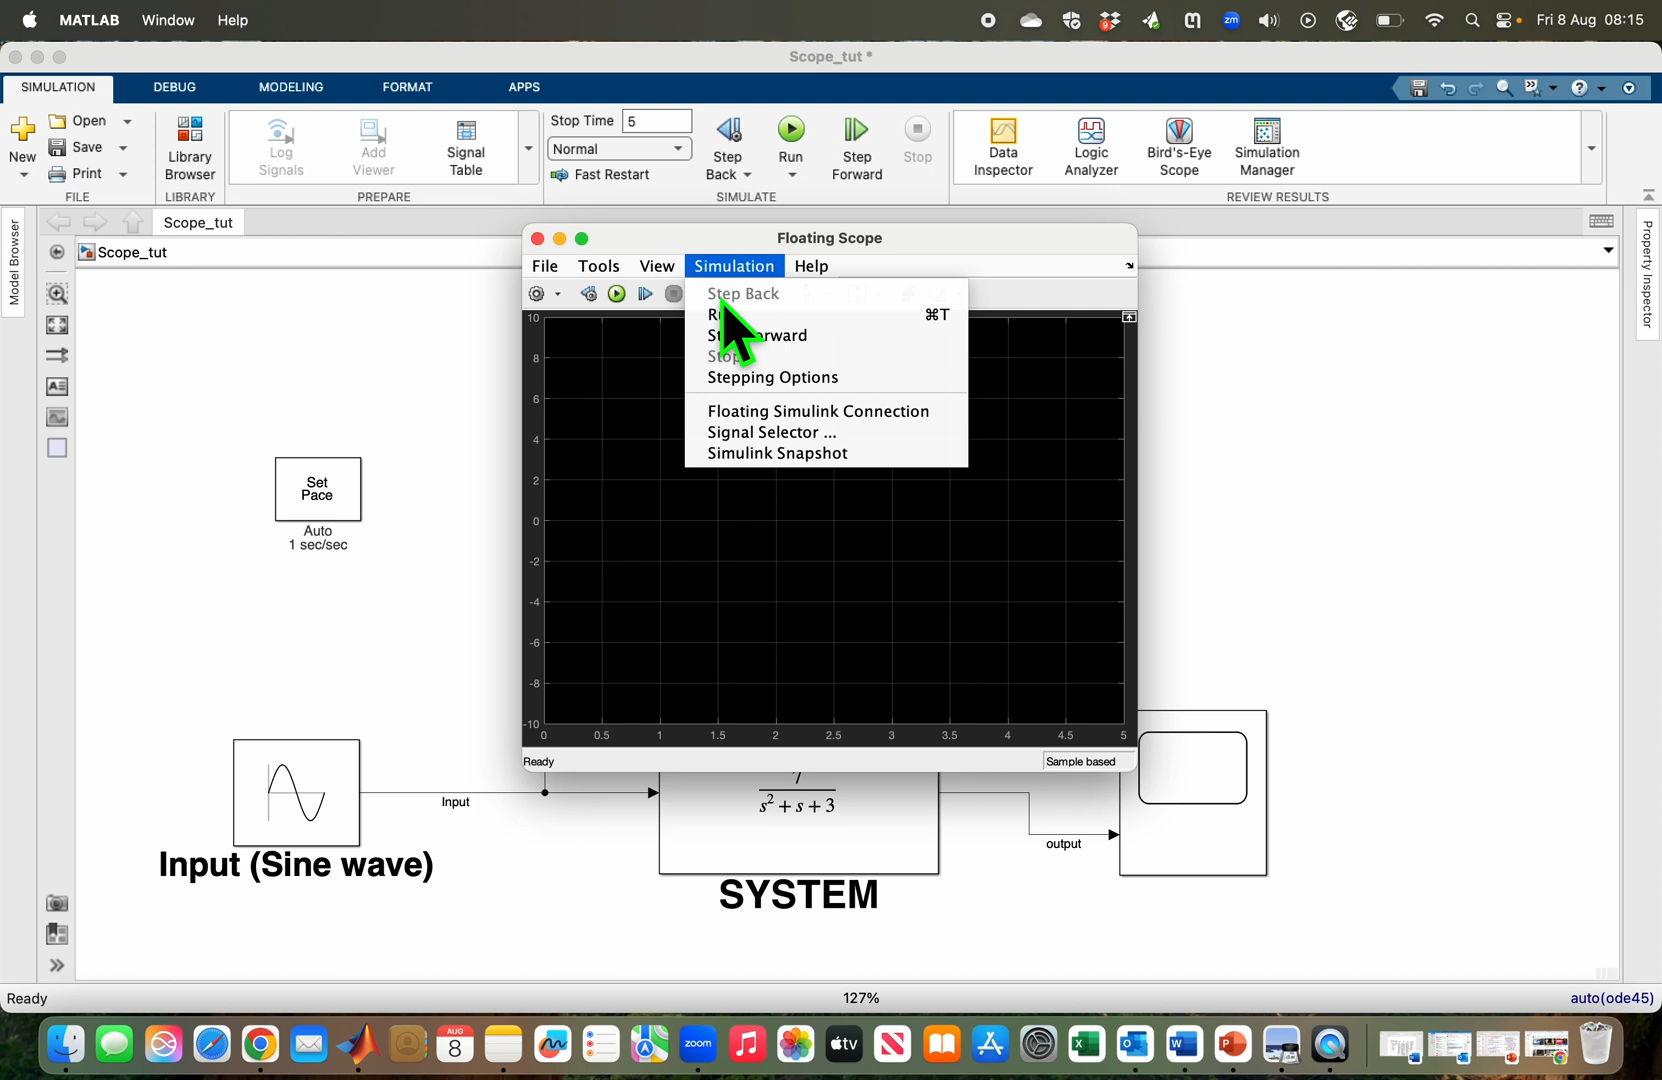 MATLAB Window Help
9
zm
Fri 8 Aug 08:15
Scope_tut *
SIMULATION DEBUG MODELING FORMAT APPS
New
Open
Save
Print
FILE
Library
Browser
LIBRARY
Log
Signals
Add
Viewer
Signal
Table
PREPARE
Stop Time 5
Normal
Fast Restart
Step
Back
Run
Step
Forward
Stop
SIMULATE
Data
Inspector
Logic
Analyzer
Bird's-Eye
Scope
Simulation
Manager
REVIEW RESULTS
Model Browser
Scope_tut
Scope_tut
Property Inspector
Floating Scope
File Tools View Simulation Help
Step Back
⌘T
Stepping Options
Floating Simulink Connection
Signal Selector ...
Simulink Snapshot
10
8
6
4
2
0
-2
-4
-6
-8
-10
0 0.5 1 1.5 2 2.5 3 3.5 4 4.5 5
Ready Sample based
Set
Pace
Auto
1 sec/sec
Input
Input (Sine wave)
s² + s + 3
SYSTEM
output
Ready 127% auto(ode45)
AUG
8
zoom
tv